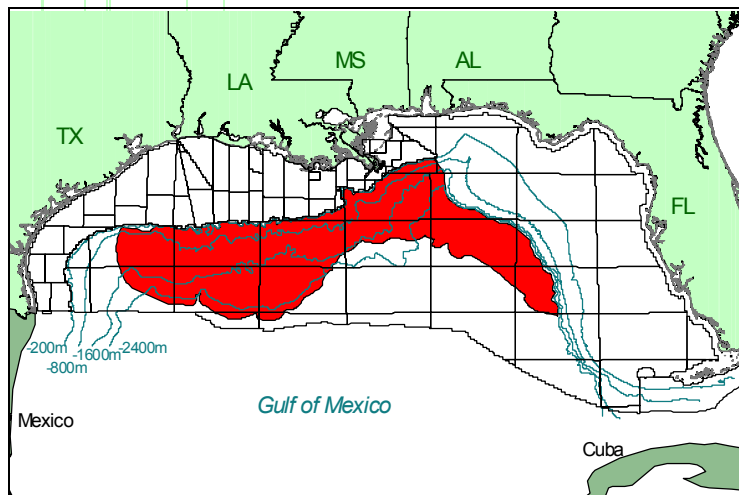 MS
AL
LA
TX
FL
-200m
-1600m
-2400m
-800m
Gulf of Mexico
Mexico
Cuba